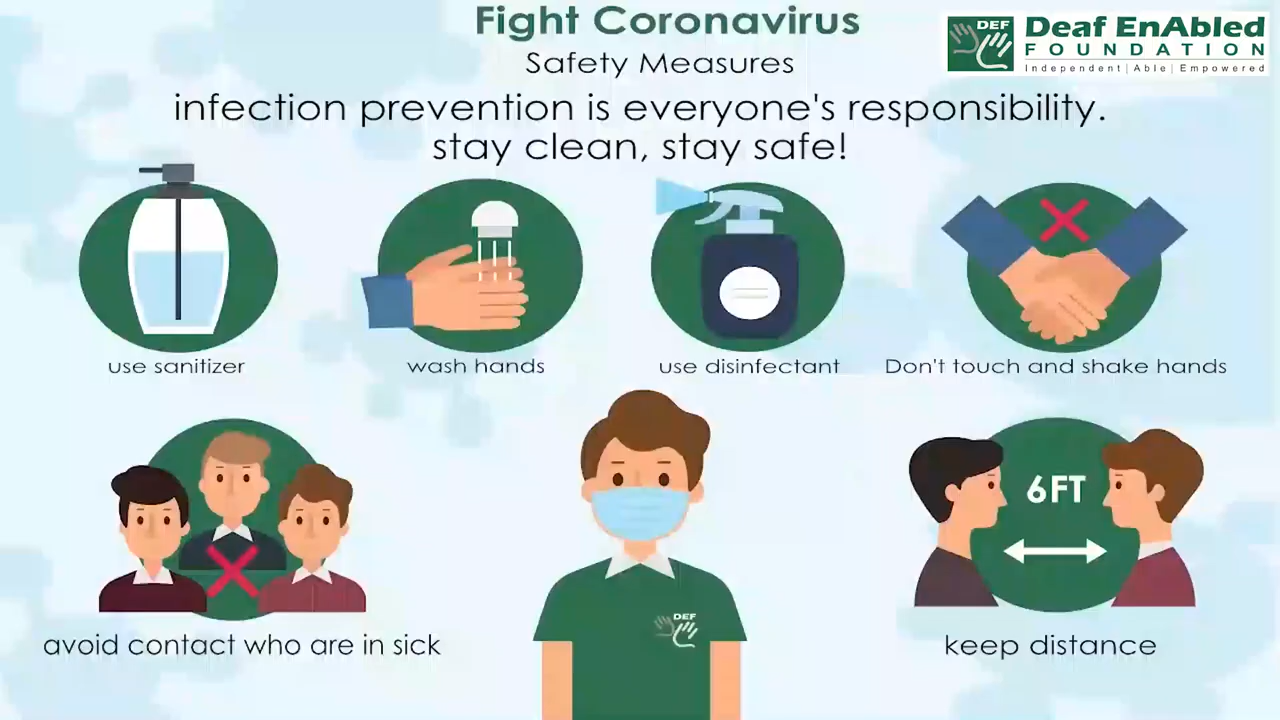 Fight Coronavirus
Safety Measures
infection prevention is everyone's responsibility.
stay clean, stay safe!
DEF
Deaf EnAbled
FOUNDATION
Independent | Able | Empowered
use sanitizer
wash hands
use disinfectant
Don't touch and shake hands
6FT
DEF
avoid contact who are in sick
keep distance